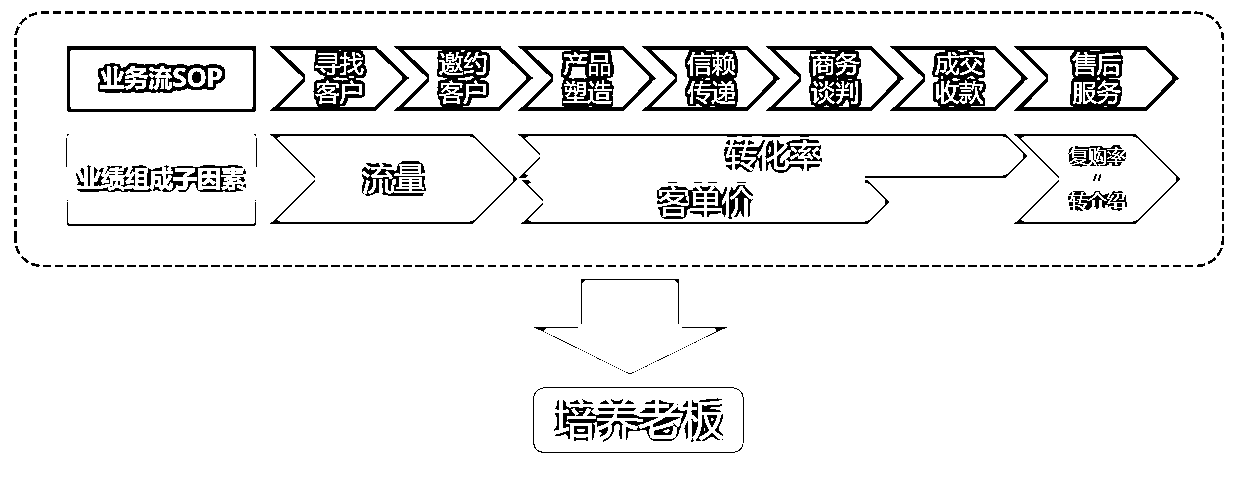 业务流SOP
寻找
客户
邀约
客户
产品
塑造
信赖
传递
商务
谈判
成交
收款
售后
服务
业绩组成子因素
流量
转化率
客单价
复购率
"
转介绍
培养老板